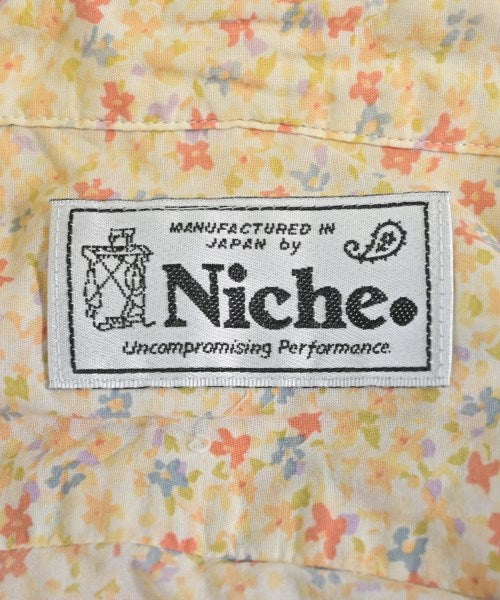 MANUFACTURED IN
JAPAN by
Niche.
Uncompromising Performance.